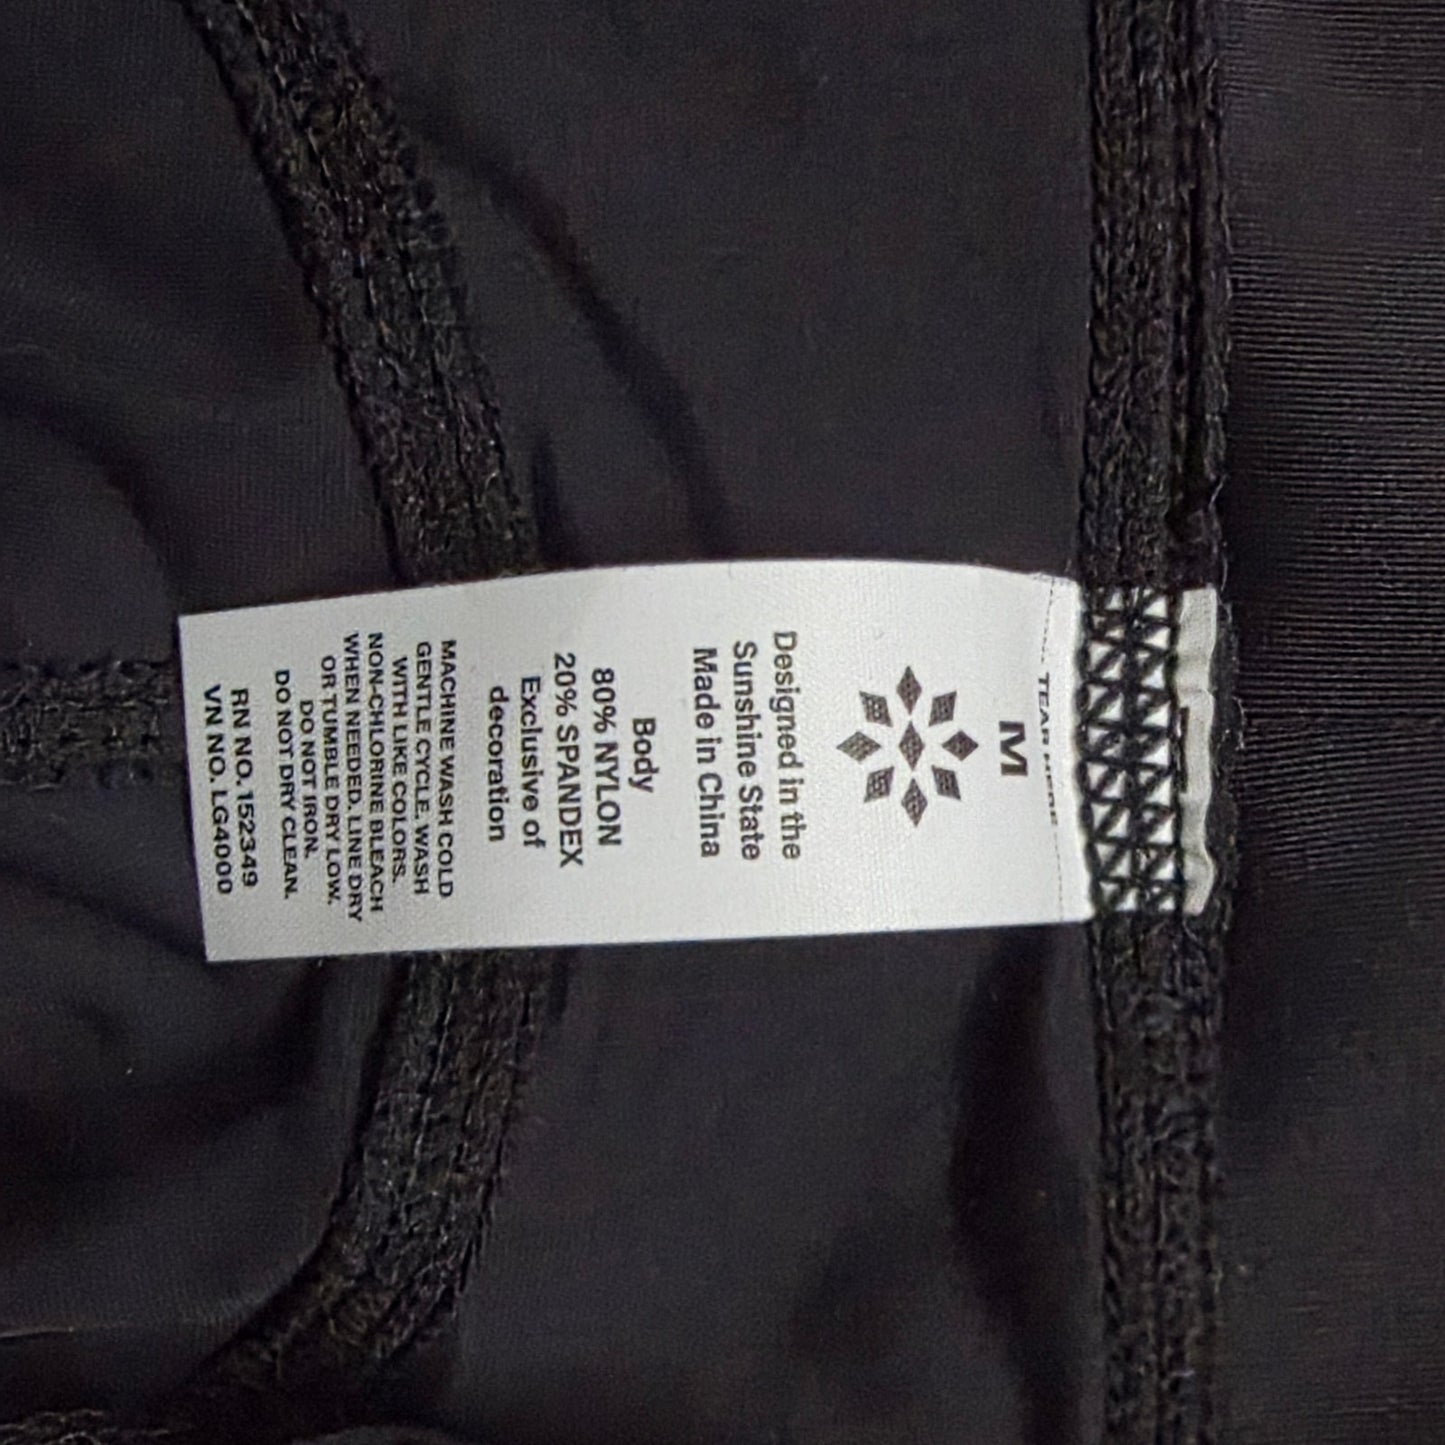 TEAR HERE
M
Designed in the
Sunshine State
Made in China
Body
80% NYLON
20% SPANDEX
Exclusive of
decoration
MACHINE WASH COLD
GENTLE CYCLE. WASH
WITH LIKE COLORS.
NON-CHLORINE BLEACH
WHEN NEEDED. LINE DRY
OR TUMBLE DRY LOW.
DO NOT IRON.
DO NOT DRY CLEAN.
RN NO. 152349
VN NO. LG4000